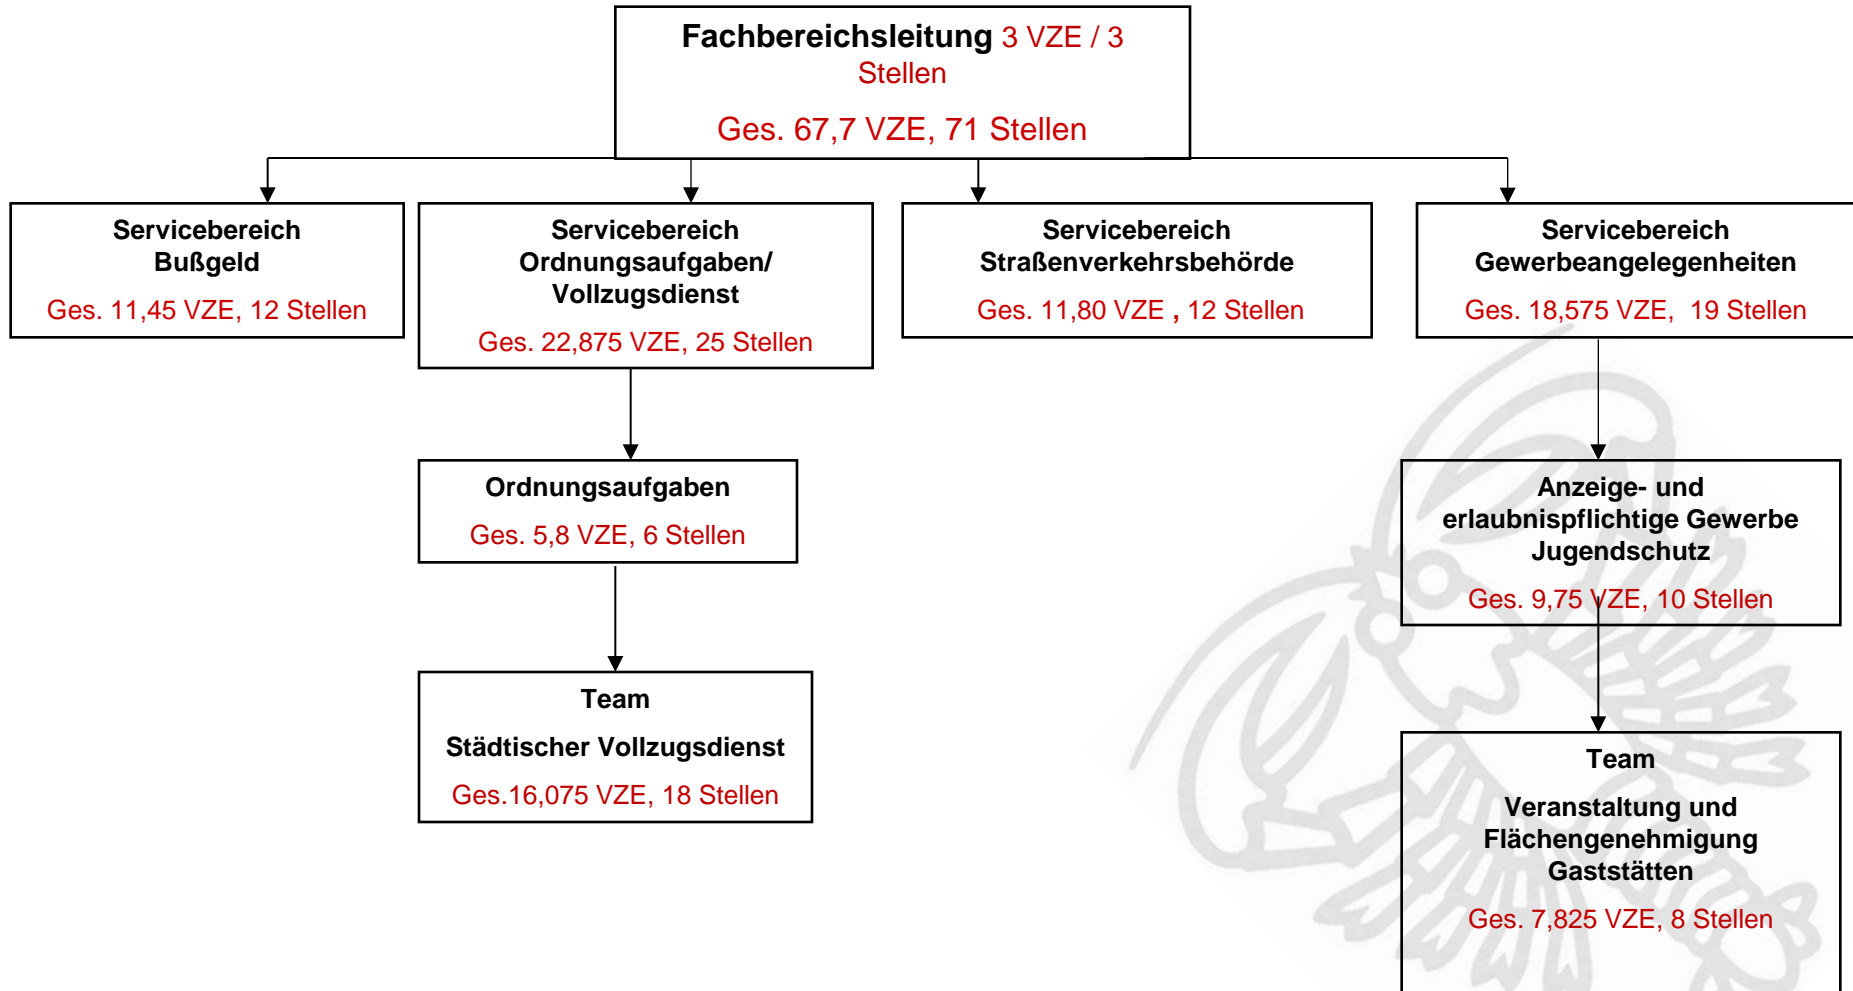 Fachbereichsleitung 3 VZE / 3
Stellen
Ges. 67,7 VZE, 71 Stellen
Servicebereich
Bußgeld
Ges. 11,45 VZE, 12 Stellen
Servicebereich
Ordnungsaufgaben/
Vollzugsdienst
Ges. 22,875 VZE, 25 Stellen
Servicebereich
Straßenverkehrsbehörde
Ges. 11,80 VZE , 12 Stellen
Servicebereich
Gewerbeangelegenheiten
Ges. 18,575 VZE, 19 Stellen
Ordnungsaufgaben
Ges. 5,8 VZE, 6 Stellen
Anzeige- und
erlaubnispflichtige Gewerbe
Jugendschutz
Ges. 9,75 VZE, 10 Stellen
Team
Städtischer Vollzugsdienst
Ges.16,075 VZE, 18 Stellen
Team
Veranstaltung und
Flächengenehmigung
Gaststätten
Ges. 7,825 VZE, 8 Stellen